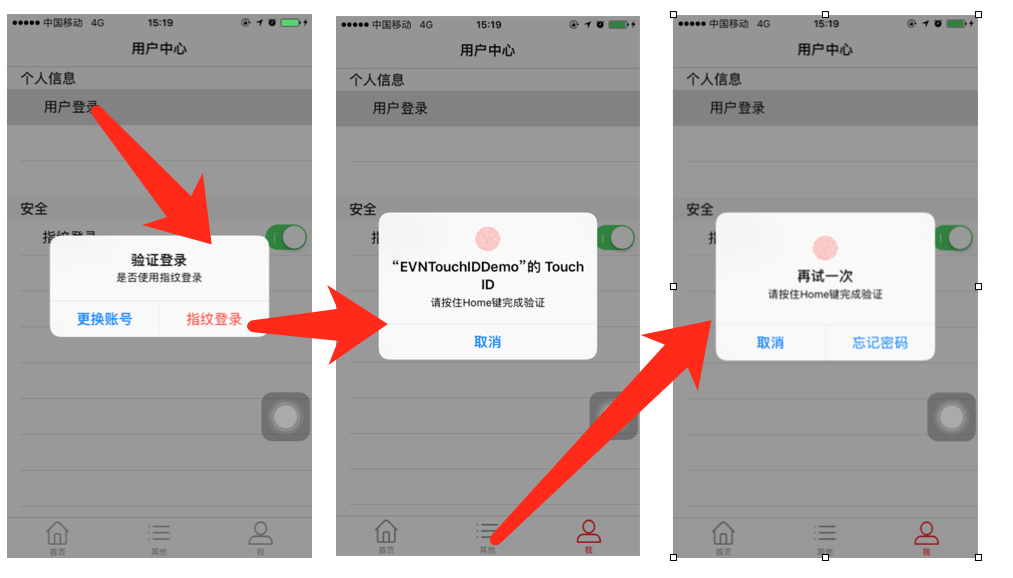 ●●●●● 中国移动 4G 15:19
用户中心
个人信息
用户登录
安全
指纹登录
验证登录
是否使用指纹登录
更换账号 指纹登录
首页 其他 我
●●●●● 中国移动 4G 15:19
用户中心
个人信息
用户登录
安全
“EVNTouchIDDemo”的 Touch
ID
请按住Home键完成验证
取消
首页 其他 我
●●●●● 中国移动 4G 15:19
用户中心
个人信息
用户登录
安全
再试一次
请按住Home键完成验证
取消 忘记密码
首页 其他 我